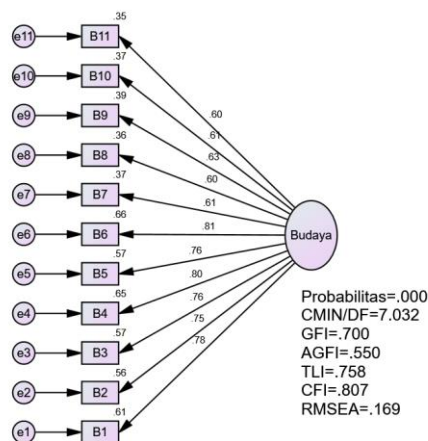 .35
e11 B11
.37
e10 B10
.39
e9 B9
.36
e8 B8
.37
e7 B7
.66
e6 B6
.57
e5 B5
.65
e4 B4
.57
e3 B3
.56
e2 B2
.61
e1 B1
.60
.61
.63
.60
.61
.81
.76
.80
.76
.75
.78
Budaya
Probabilitas=.000
CMIN/DF=7.032
GFI=.700
AGFI=.550
TLI=.758
CFI=.807
RMSEA=.169